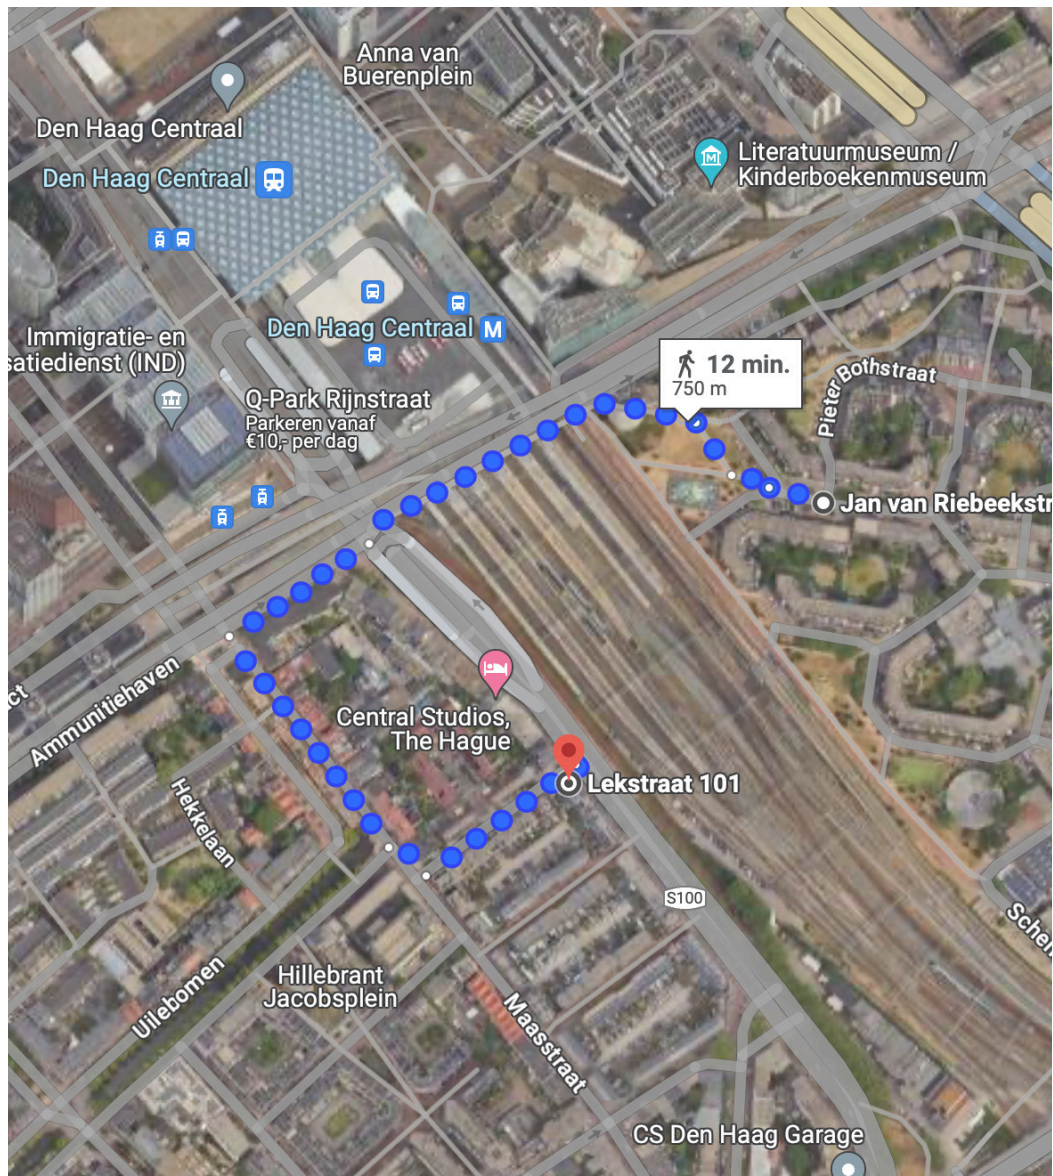 Anna van
Buerenplein
Den Haag Centraal
Literatuurmuseum /
Kinderboekenmuseum
Den Haag Centraal
Den Haag Centraal
M
Immigratie- en
satiedienst (IND)
12 min.
750 m
Pieter Bothstraat
Q-Park Rijnstraat
Parkeren vanaf
€10,- per dag
Jan van Riebeekstr
Ammunitiehaven
ct
Central Studios,
The Hague
Lekstraat 101
Hekkelaan
S100
Schen
Uilebomen
Hillebrant
Jacobsplein
Maasstraat
CS Den Haag Garage